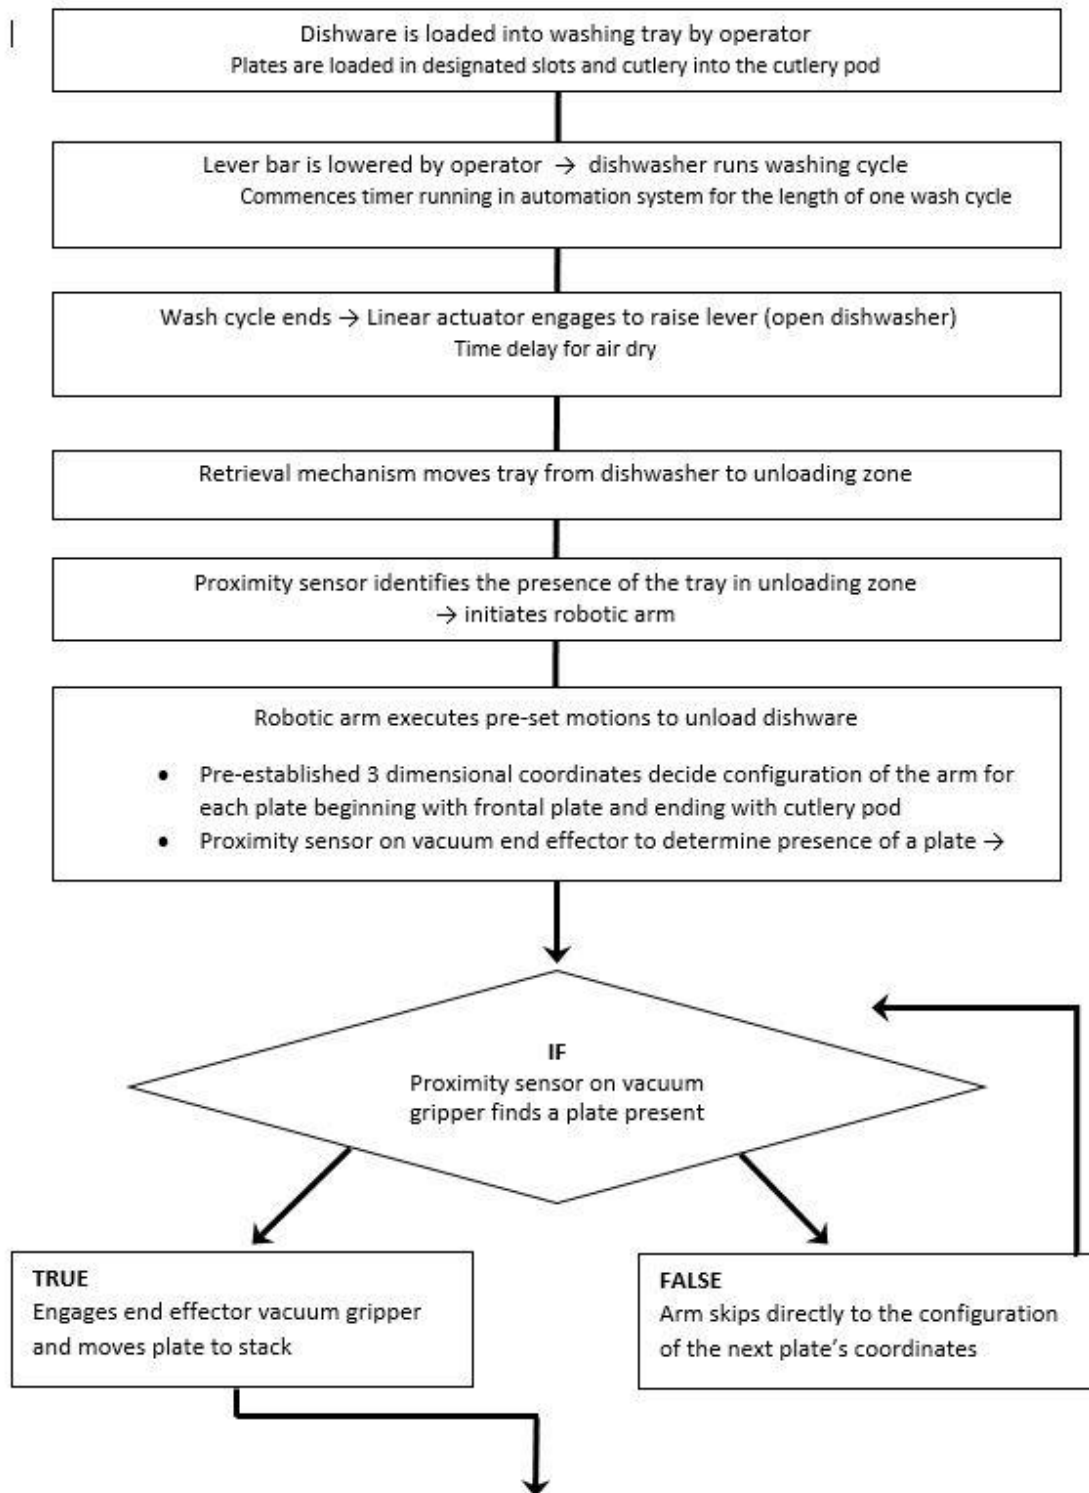 Dishware is loaded into washing tray by operator
Plates are loaded in designated slots and cutlery into the cutlery pod
Lever bar is lowered by operator → dishwasher runs washing cycle
Commences timer running in automation system for the length of one wash cycle
Wash cycle ends → Linear actuator engages to raise lever (open dishwasher)
Time delay for air dry
Retrieval mechanism moves tray from dishwasher to unloading zone
Proximity sensor identifies the presence of the tray in unloading zone
→ initiates robotic arm
Robotic arm executes pre-set motions to unload dishware
• Pre-established 3 dimensional coordinates decide configuration of the arm for
each plate beginning with frontal plate and ending with cutlery pod
• Proximity sensor on vacuum end effector to determine presence of a plate →
IF
Proximity sensor on vacuum
gripper finds a plate present
TRUE
Engages end effector vacuum gripper
and moves plate to stack
FALSE
Arm skips directly to the configuration
of the next plate's coordinates